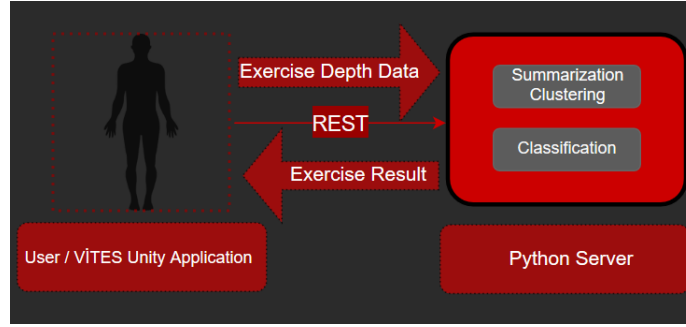 Exercise Depth Data
REST
Exercise Result
Summarization
Clustering
Classification
User / VİTES Unity Application
Python Server